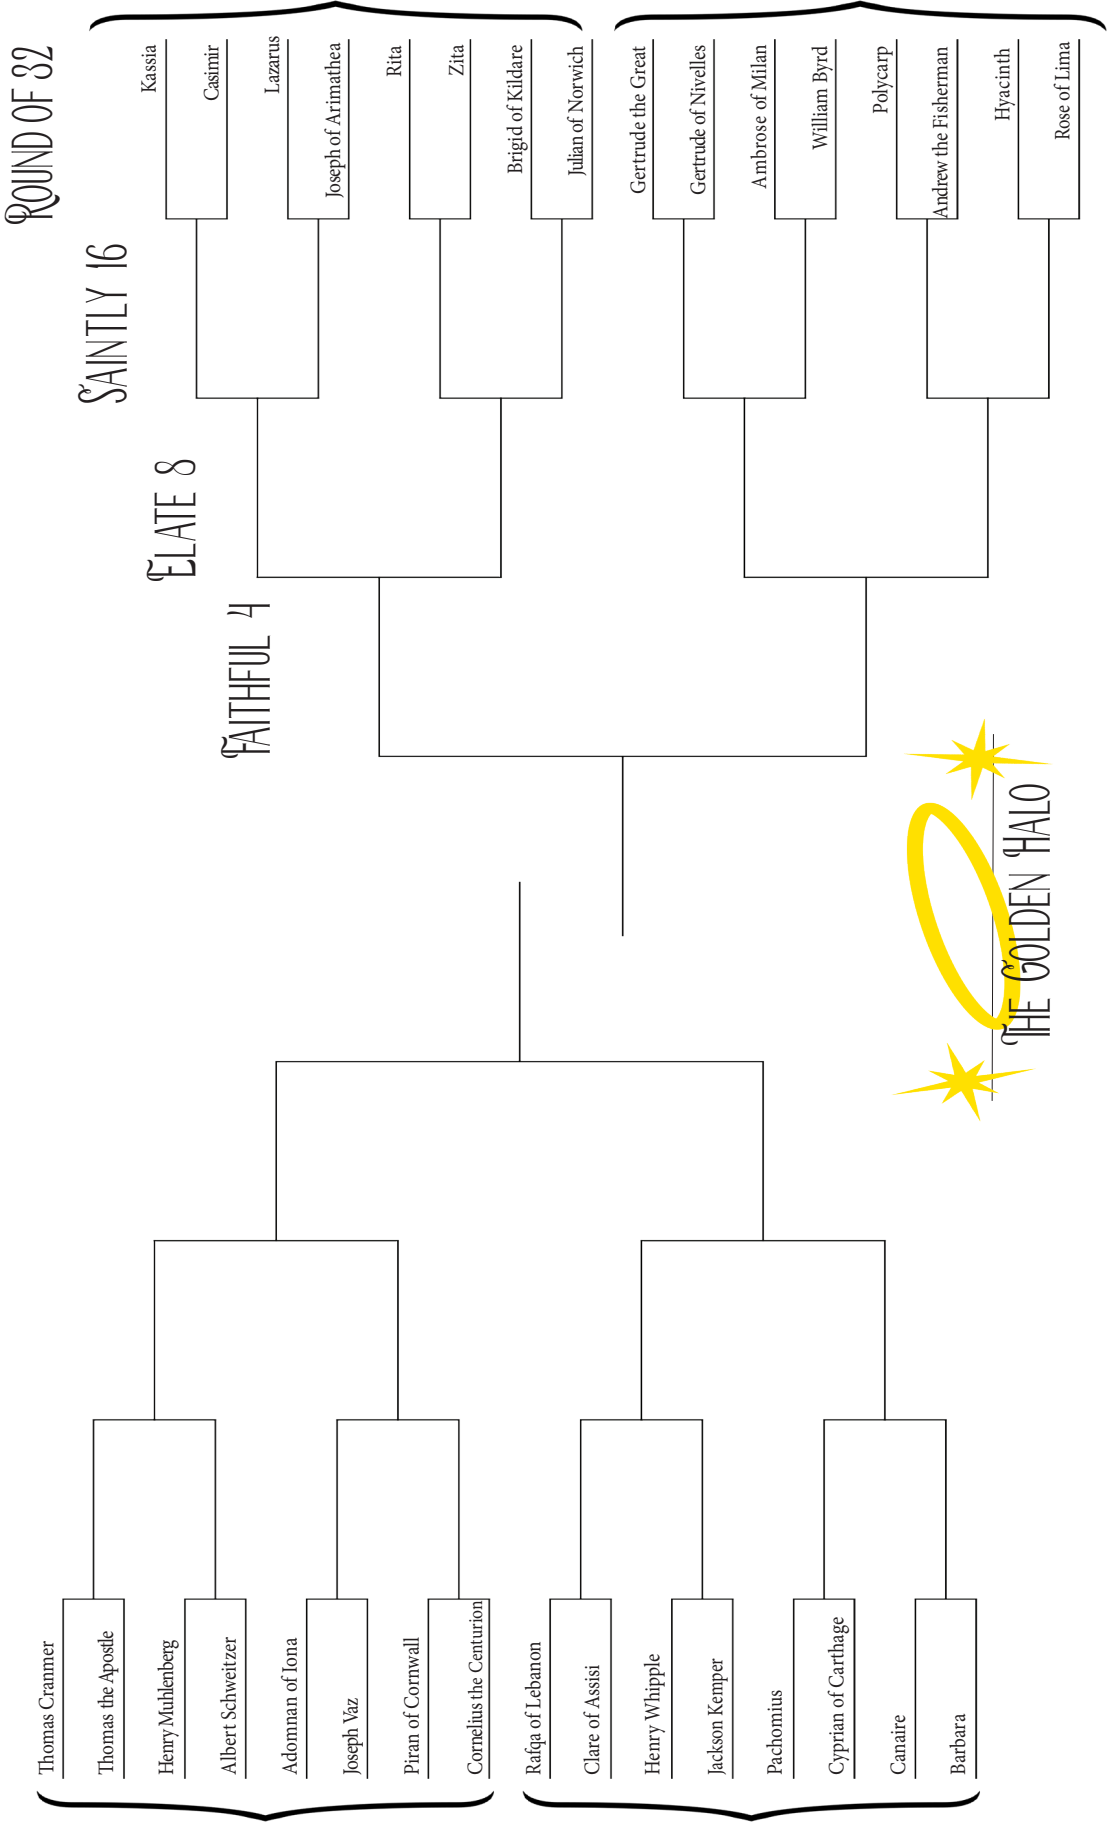 ROUND OF 32
SAINTLY 16
ELATE 8
FAITHFUL 4
Thomas Cranmer
Thomas the Apostle
Henry Muhlenberg
Albert Schweitzer
Adomnan of Iona
Joseph Vaz
Piran of Cornwall
Cornelius the Centurion
Rafqa of Lebanon
Clare of Assisi
Henry Whipple
Jackson Kemper
Pachomius
Cyprian of Carthage
Canaire
Barbara
Kassia
Casimir
Lazarus
Joseph of Arimathea
Rita
Zita
Brigid of Kildare
Julian of Norwich
Gertrude the Great
Gertrude of Nivelles
Ambrose of Milan
William Byrd
Polycarp
Andrew the Fisherman
Hyacinth
Rose of Lima
THE GOLDEN HALO